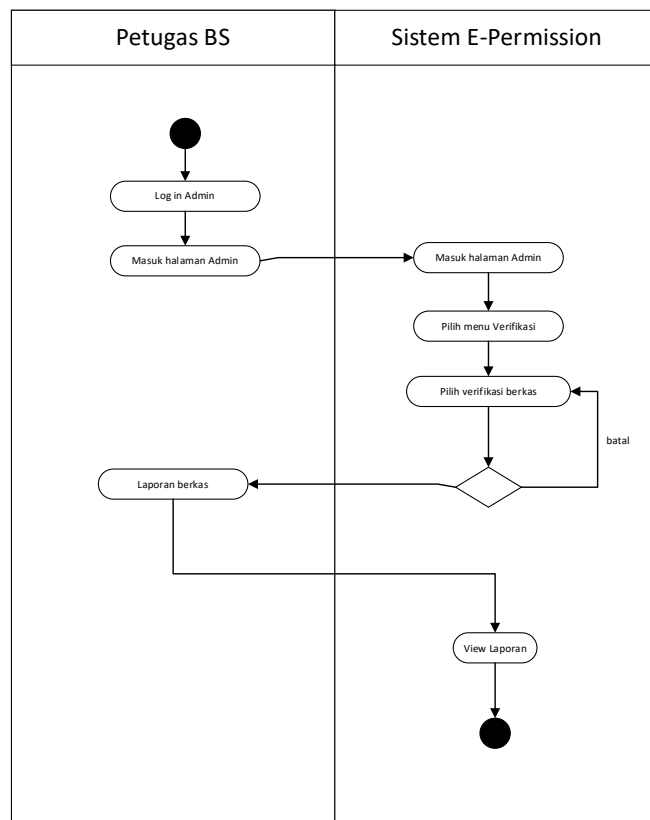 Petugas BS
Sistem E-Permission
Log in Admin
Masuk halaman Admin
Masuk halaman Admin
Pilih menu Verifikasi
Pilih verifikasi berkas
batal
Laporan berkas
View Laporan